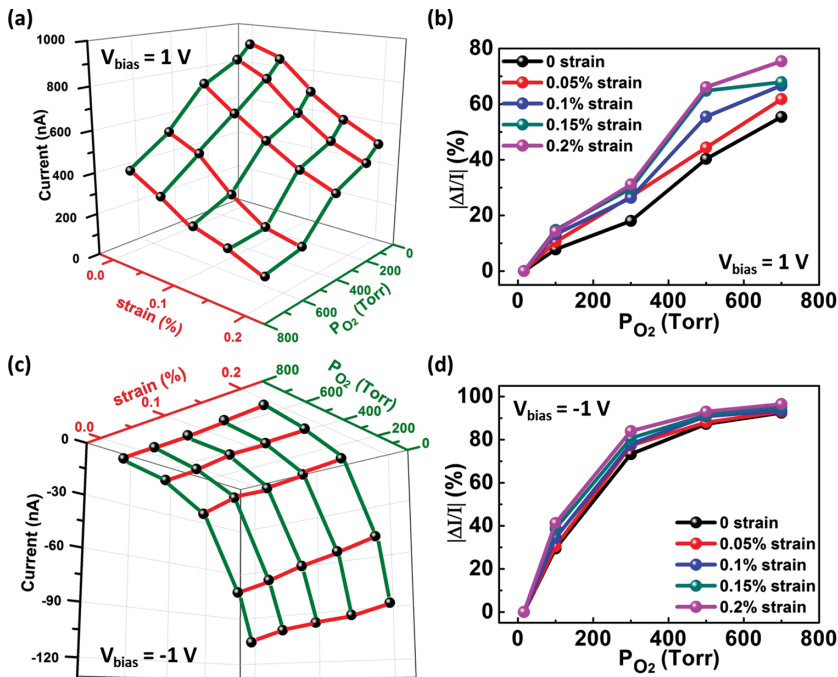 (a)
V_bias = 1 V
Current (nA)
1000
800
600
400
200
0
0.0
0.1
0.2
strain (%)
0
200
400
600
800
P_O2 (Torr)
(b)
80
60
40
20
0
|ΔI/I| (%)
0 strain
0.05% strain
0.1% strain
0.15% strain
0.2% strain
V_bias = 1 V
0 200 400 600 800
P_O2 (Torr)
(c)
strain (%)
0.0
0.1
0.2
P_O2 (Torr)
800
600
400
200
0
0
-30
-60
-90
-120
Currrent (nA)
V_bias = -1 V
(d)
100
80
60
40
20
0
|ΔI/I| (%)
V_bias = -1 V
0 strain
0.05% strain
0.1% strain
0.15% strain
0.2% strain
0 200 400 600 800
P_O2 (Torr)